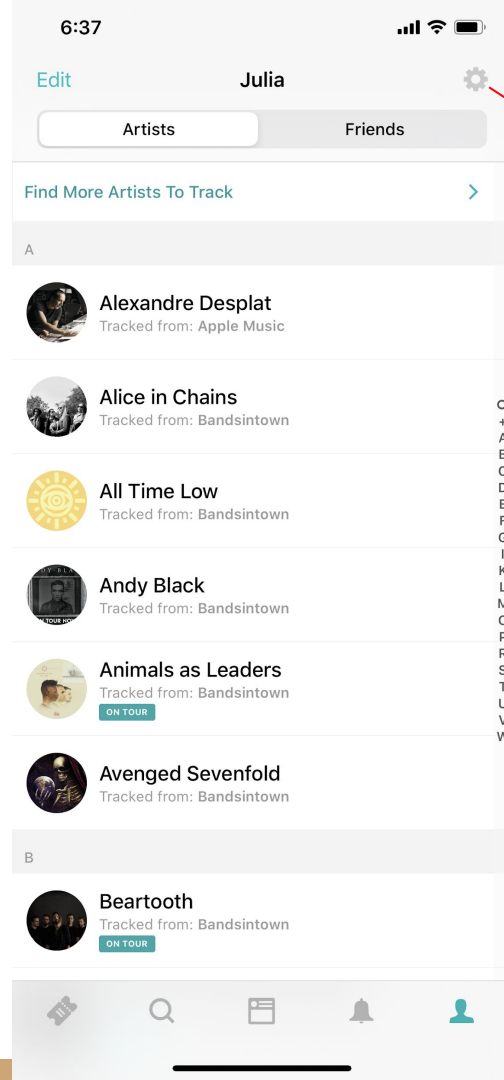 6:37
Edit
Julia
Artists
Friends
Find More Artists To Track
A
Alexandre Desplat
Tracked from: Apple Music
Alice in Chains
Tracked from: Bandsintown
All Time Low
Tracked from: Bandsintown
Andy Black
Tracked from: Bandsintown
Animals as Leaders
Tracked from: Bandsintown
ON TOUR
Avenged Sevenfold
Tracked from: Bandsintown
B
Beartooth
Tracked from: Bandsintown
ON TOUR